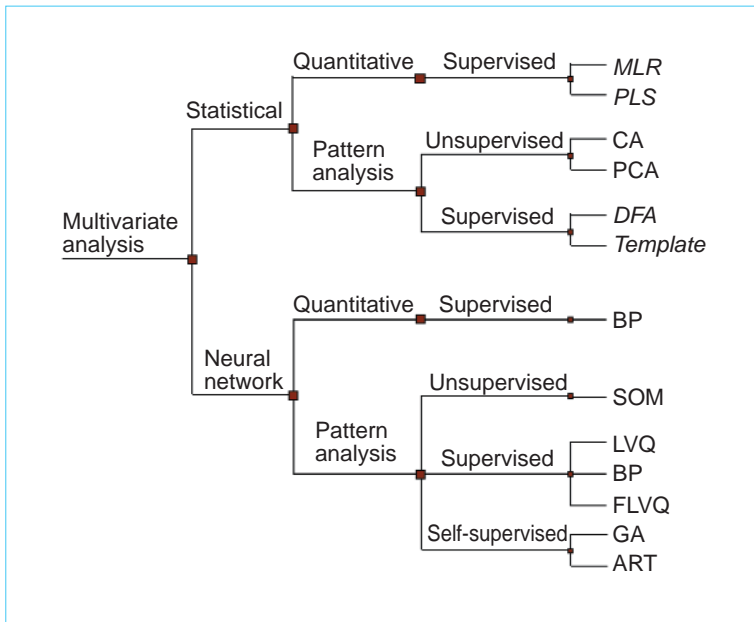 Quantitative
Supervised
MLR
PLS
Statistical
Pattern
analysis
Unsupervised
CA
PCA
Supervised
DFA
Template
Multivariate
analysis
Quantitative
Supervised
BP
Neural
network
Unsupervised
SOM
Pattern
analysis
Supervised
LVQ
BP
FLVQ
Self-supervised
GA
ART